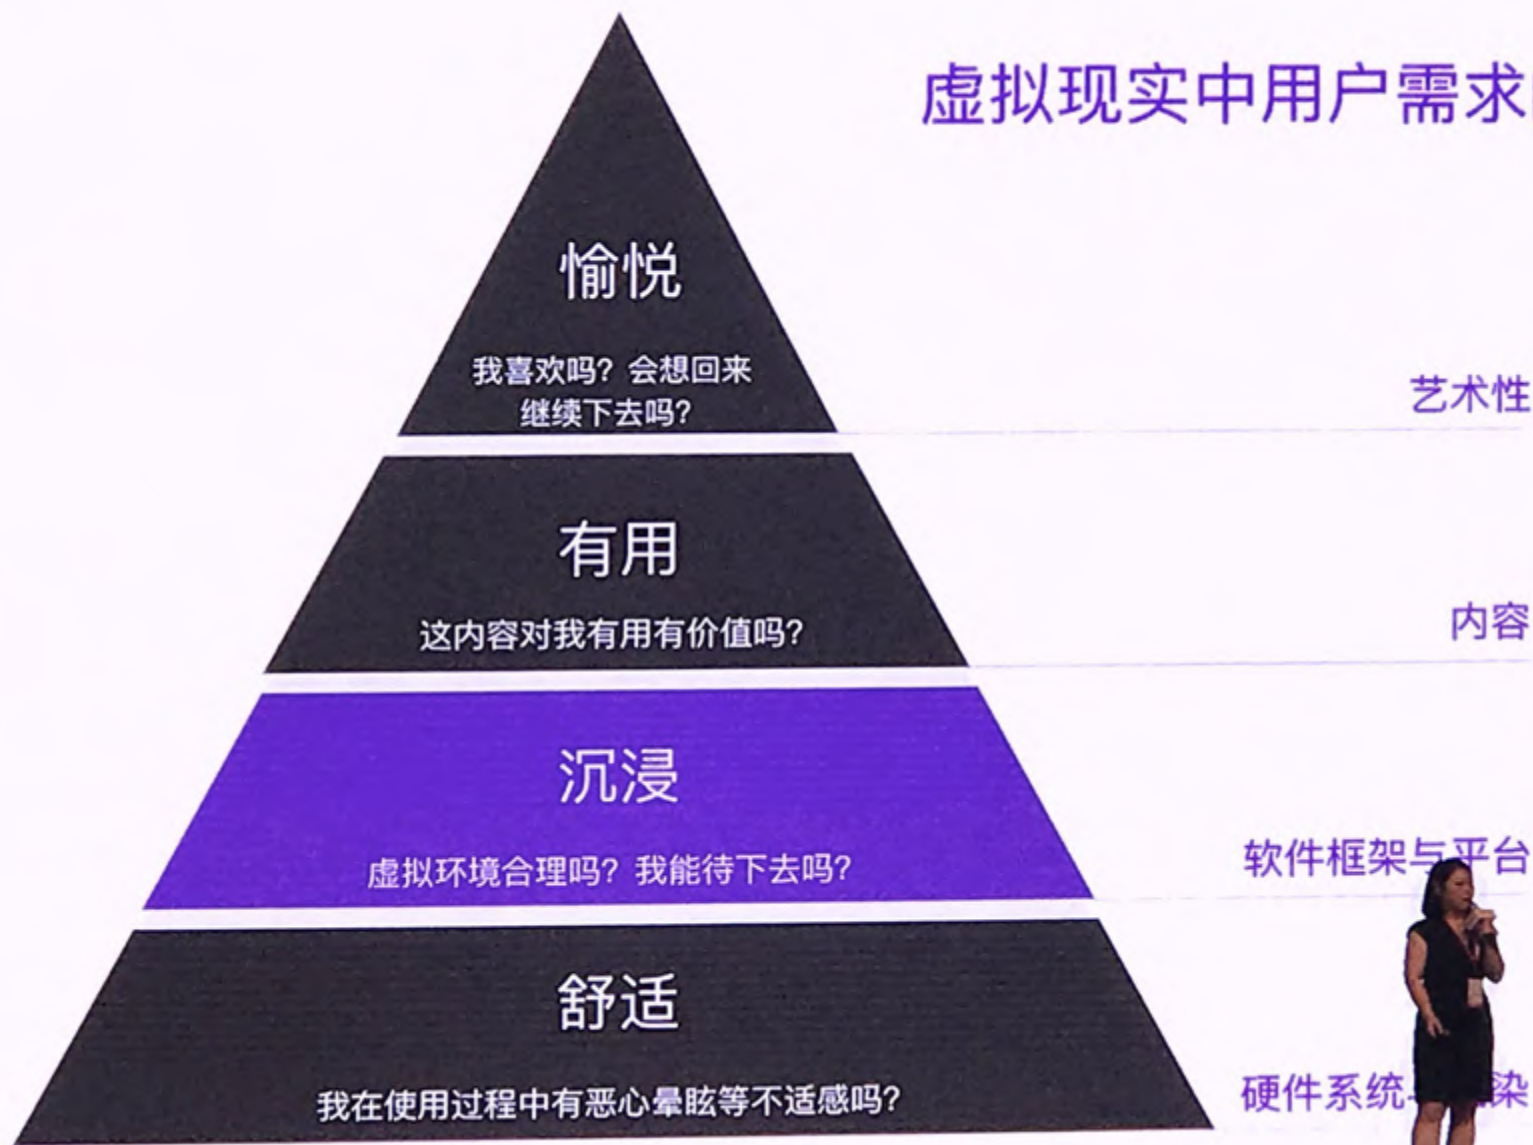 虚拟现实中用户需求
愉悦
我喜欢吗？会想回来
继续下去吗？
艺术性
有用
这内容对我有用有价值吗？
内容
沉浸
虚拟环境合理吗？我能待下去吗？
软件框架与平台
舒适
我在使用过程中有恶心晕眩等不适感吗？
硬件系统 染